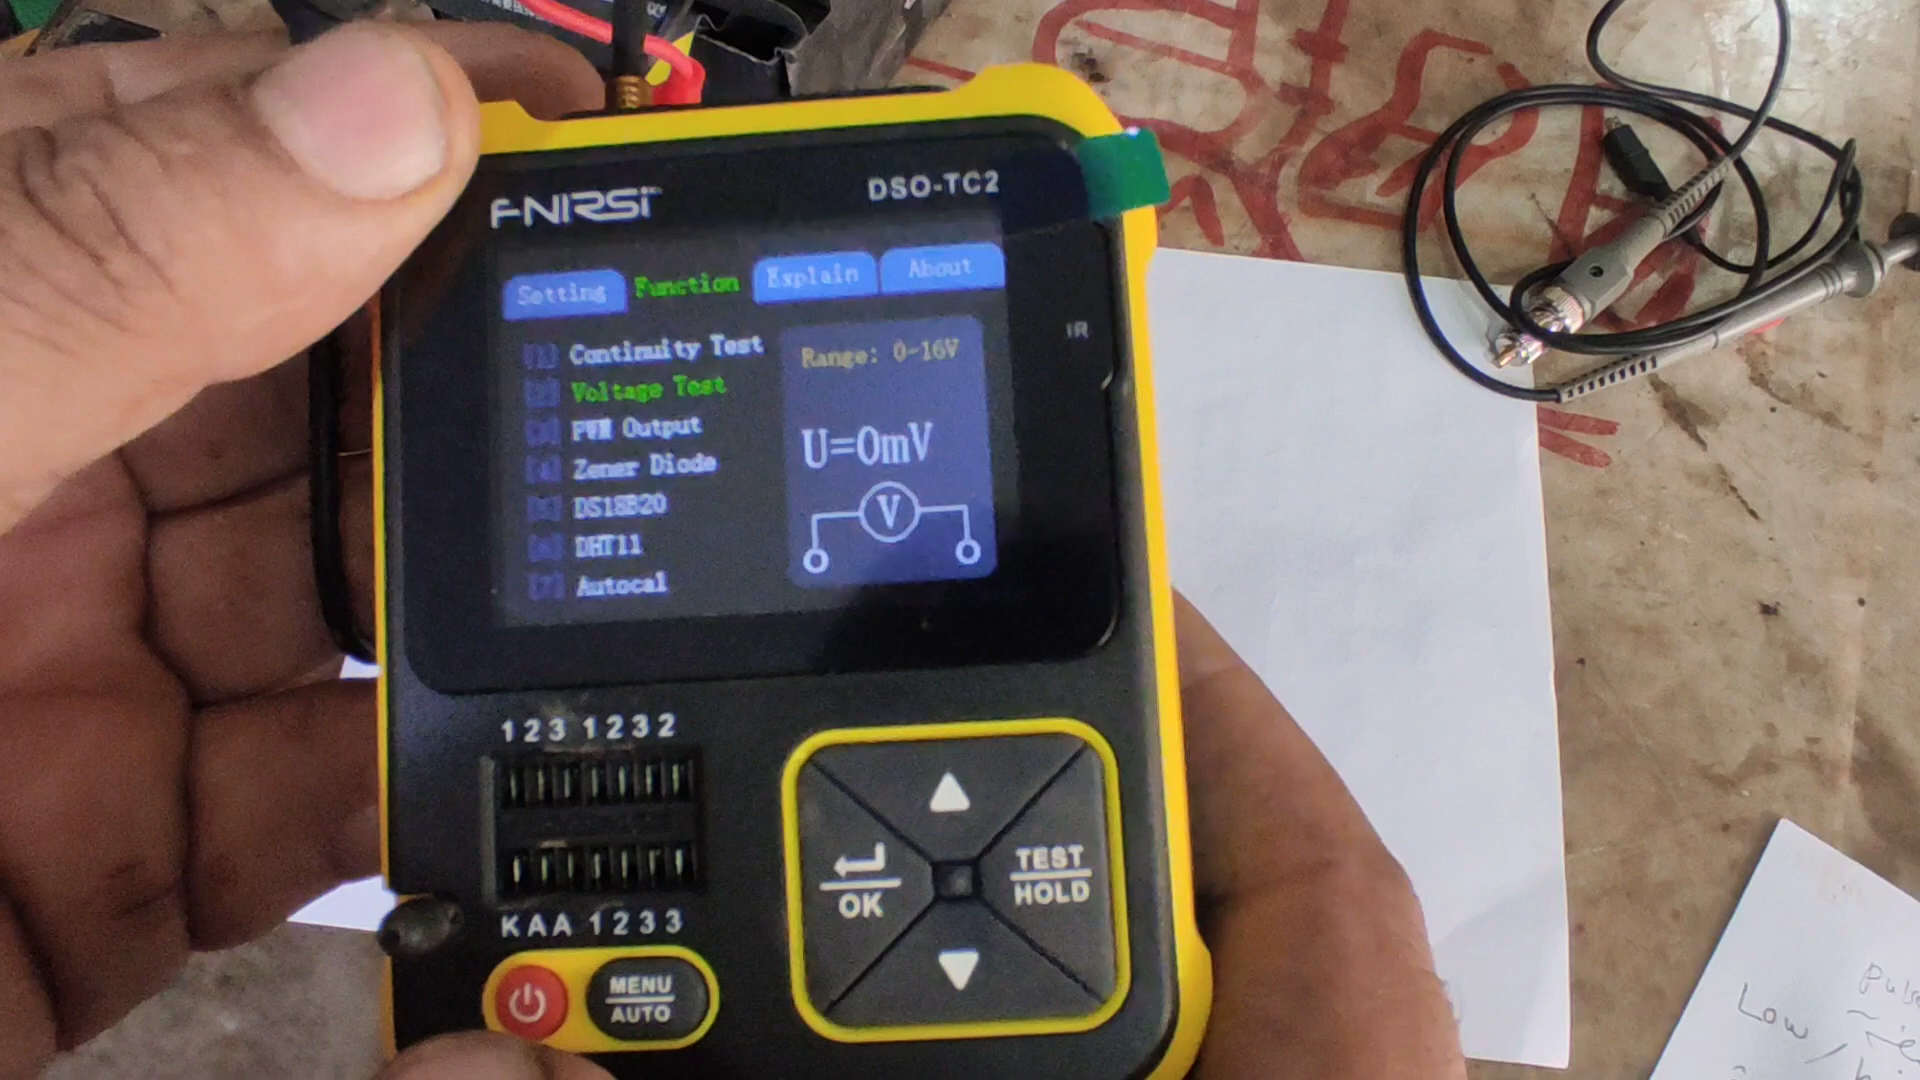 FNIRSI
DSO-TC2
Setting Function Explain About
IR
[1] Continuity Test
[2] Voltage Test
[3] PWM Output
[4] Zener Diode
[5] DS18B20
[6] DHT11
[7] Autocal
Range: 0-16V
U=0mV
V
1 2 3 1 2 3 2
K A A 1 2 3 3
OK
TEST
HOLD
MENU
AUTO
Low